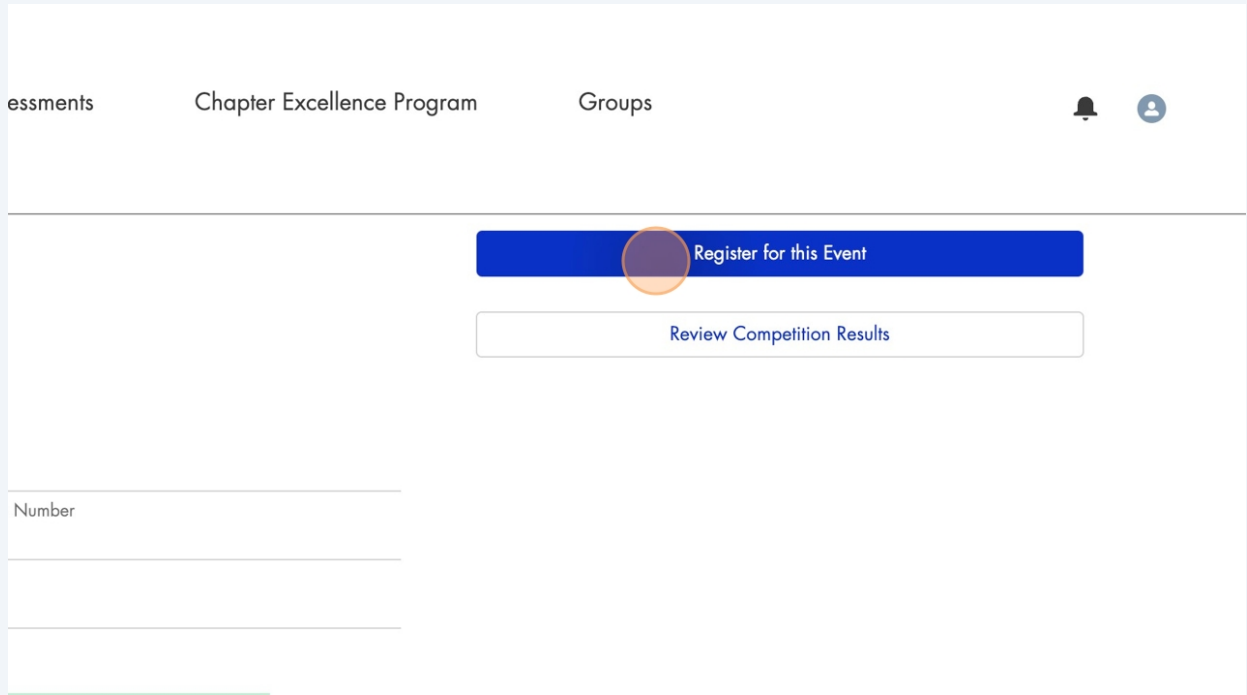 essments Chapter Excellence Program Groups
Register for this Event
Review Competition Results
Number